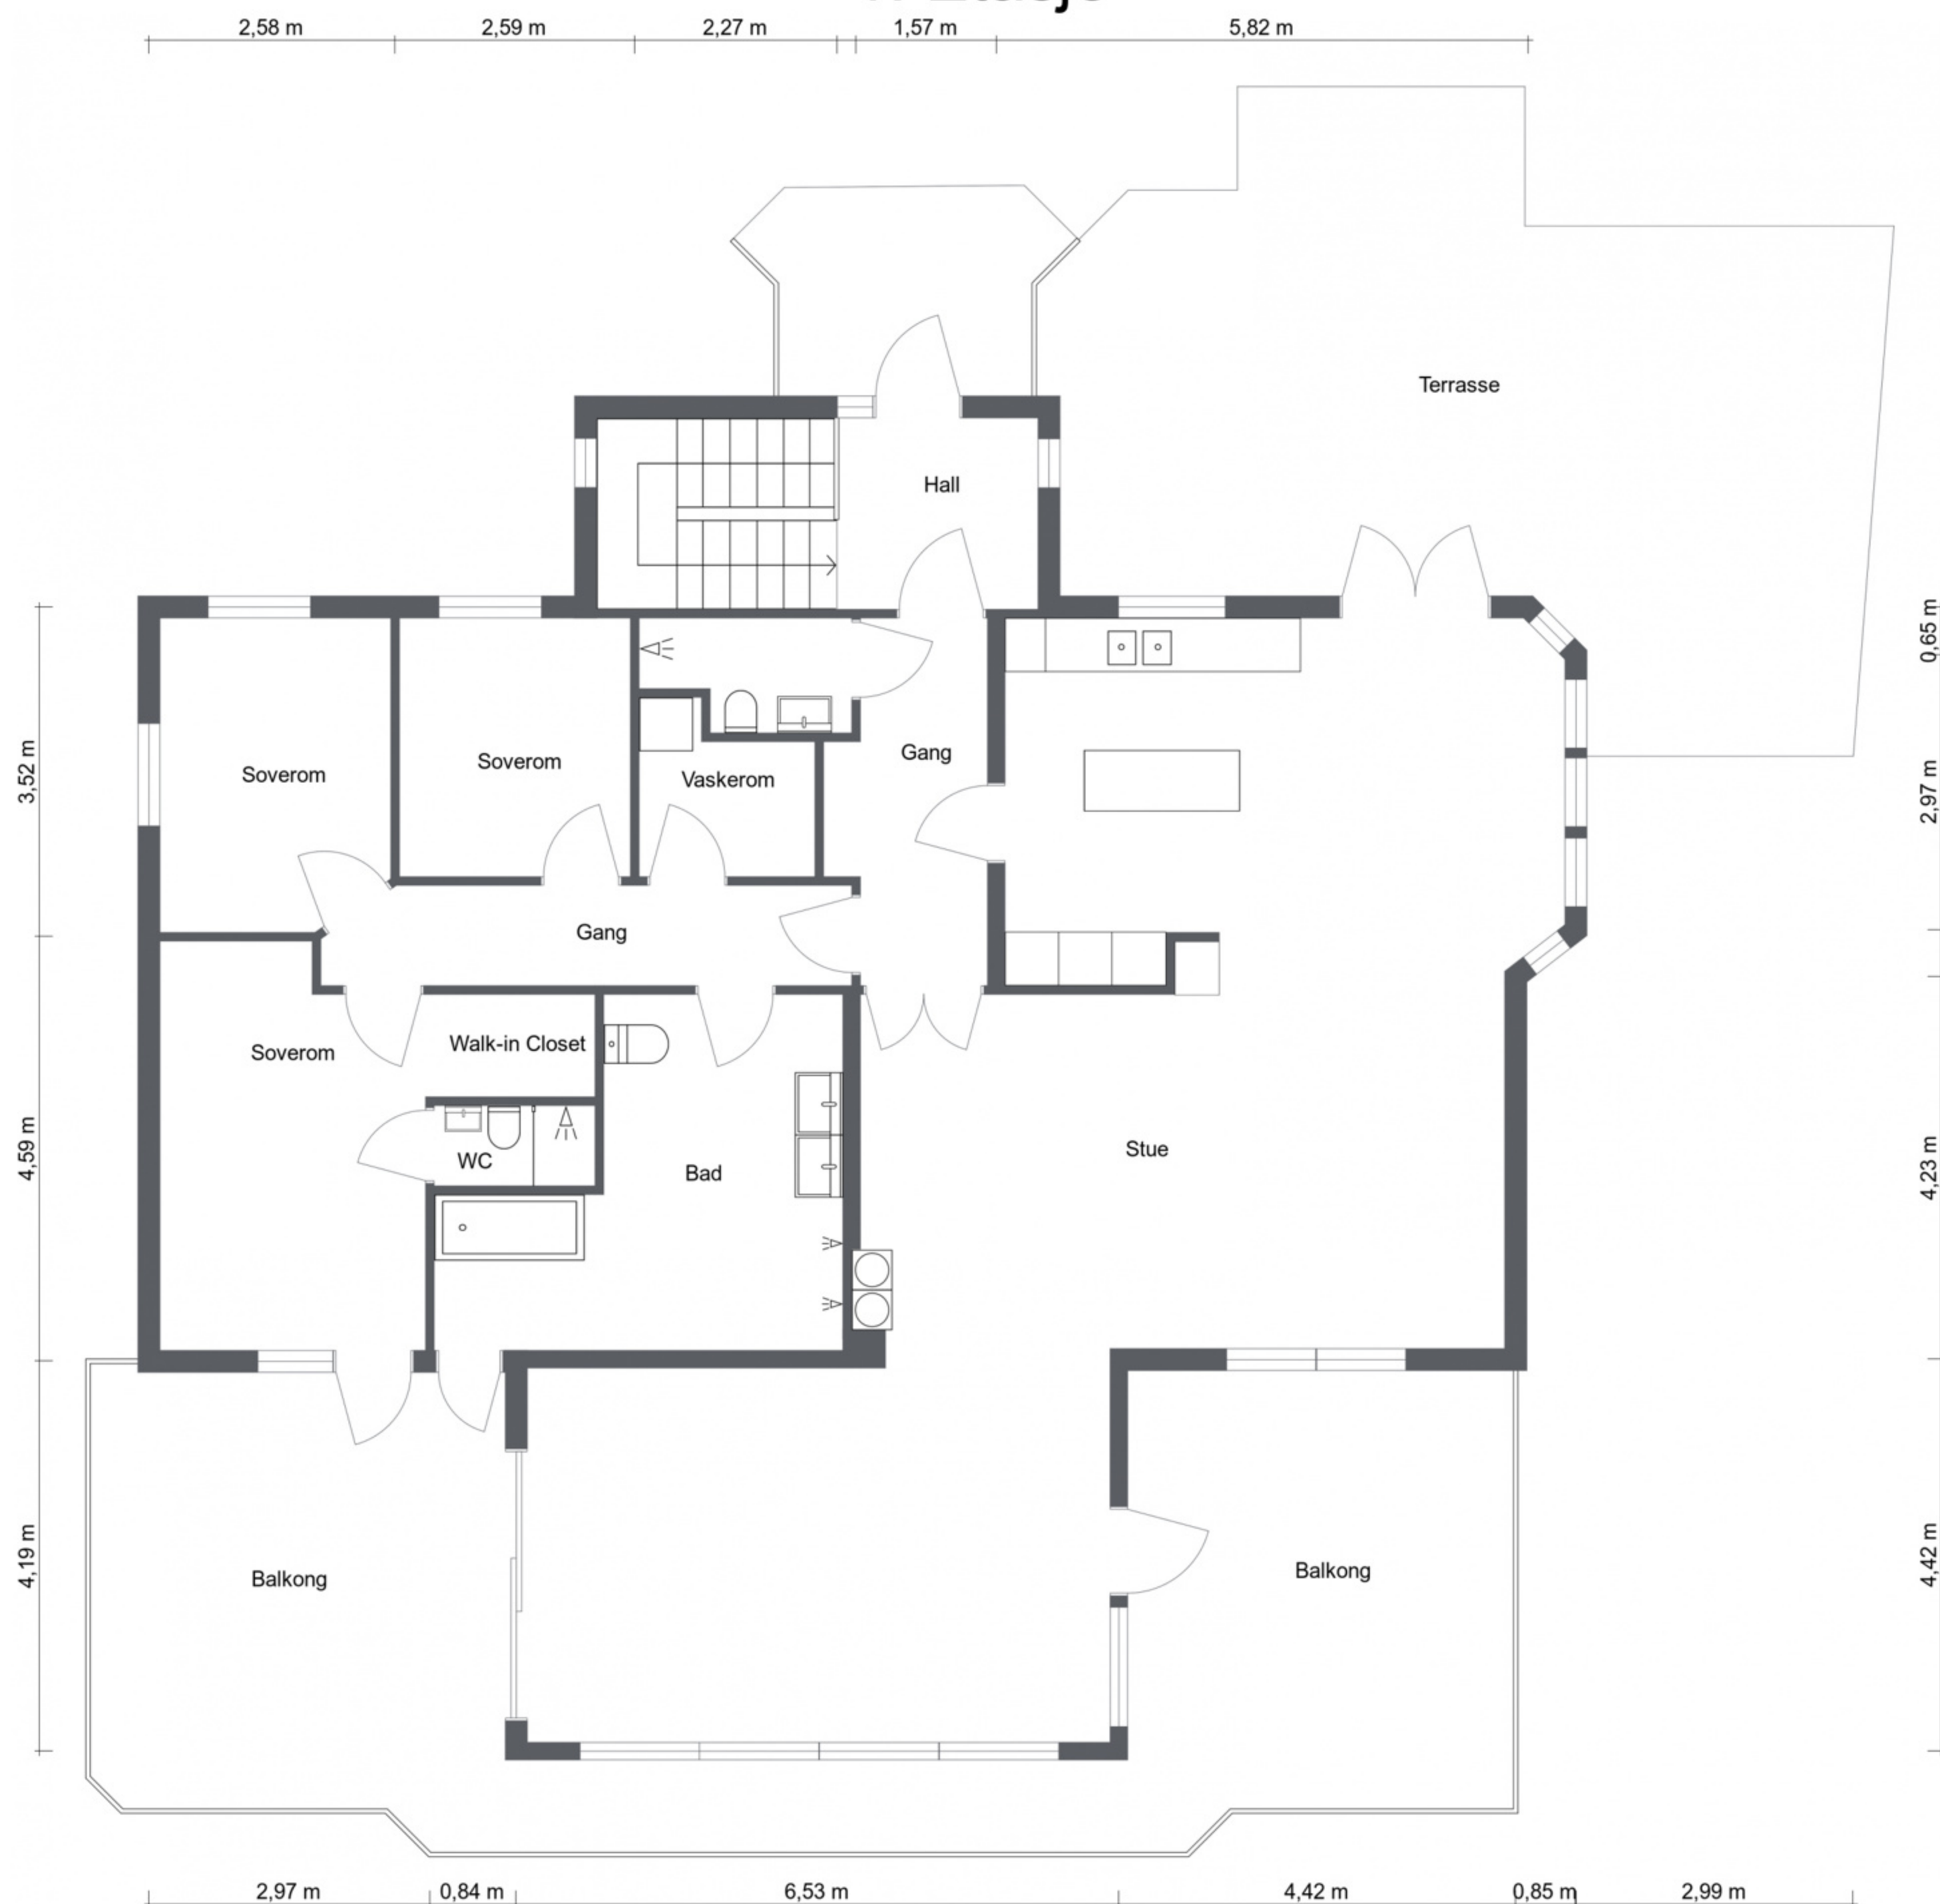 2,58 m 2,59 m 2,27 m 1,57 m 5,82 m
Terrasse
Hall
0,65 m
3,52 m
2,97 m
Gang
Soverom
Soverom
Vaskerom
Gang
Walk-in Closet
Soverom
4,59 m
4,23 m
Stue
WC
Bad
4,19 m
4,42 m
Balkong
Balkong
2,97 m 0,84 m 6,53 m 4,42 m 0,85 m 2,99 m